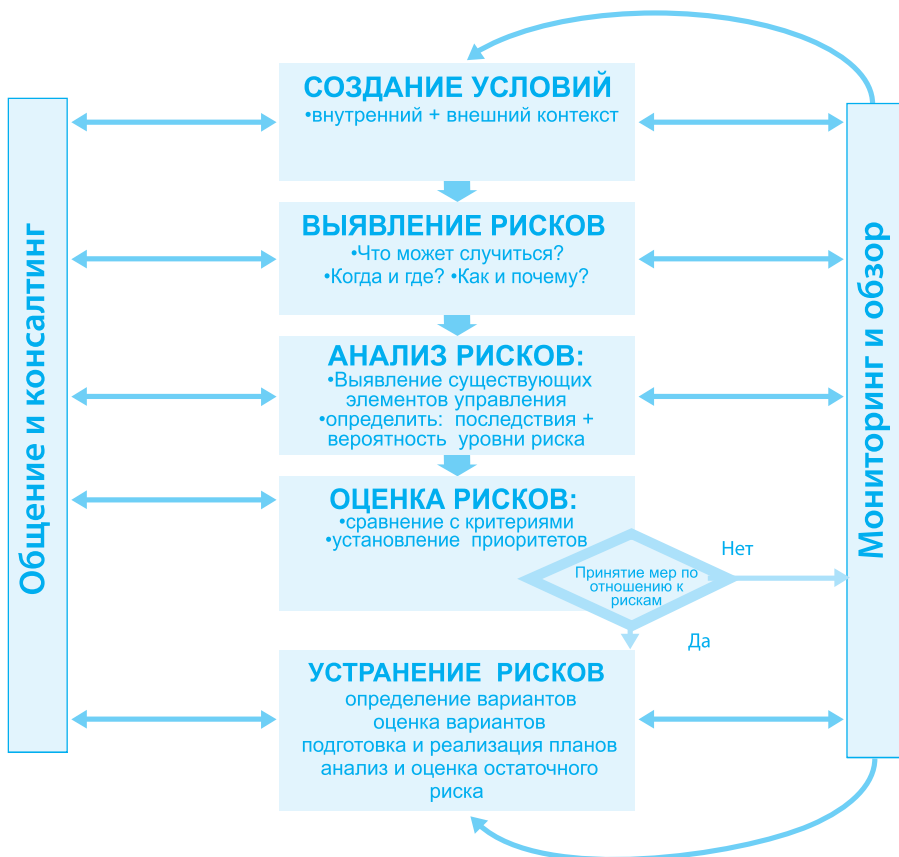 Общение и консалтинг
СОЗДАНИЕ УСЛОВИЙ
•внутренний + внешний контекст
ВЫЯВЛЕНИЕ РИСКОВ
•Что может случиться?
•Когда и где? •Как и почему?
АНАЛИЗ РИСКОВ:
•Выявление существующих
элементов управления
•определить: последствия +
вероятность уровни риска
ОЦЕНКА РИСКОВ:
•сравнение с критериями
•установление приоритетов
Принятие мер по
отношению к
рискам
Нет
Да
УСТРАНЕНИЕ РИСКОВ
определение вариантов
оценка вариантов
подготовка и реализация планов
анализ и оценка остаточного
риска
Мониторинг и обзор